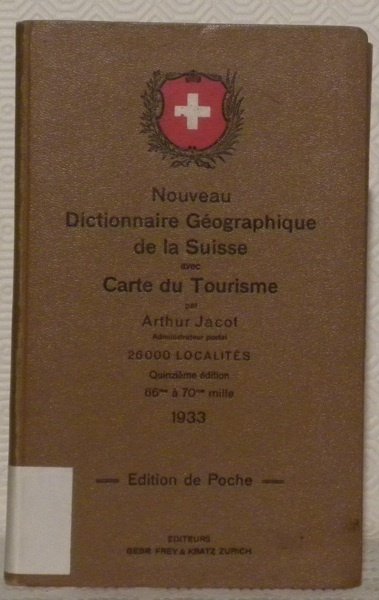 Nouveau
Dictionnaire Géographique
de la Suisse
avec
Carte du Tourisme
par
Arthur Jacot
Administrateur postal
26000 LOCALITÉS
Quinzième édition
66me à 70me mille
1933
— Edition de Poche —
EDITEURS
GEBR FREY & KRATZ ZURICH